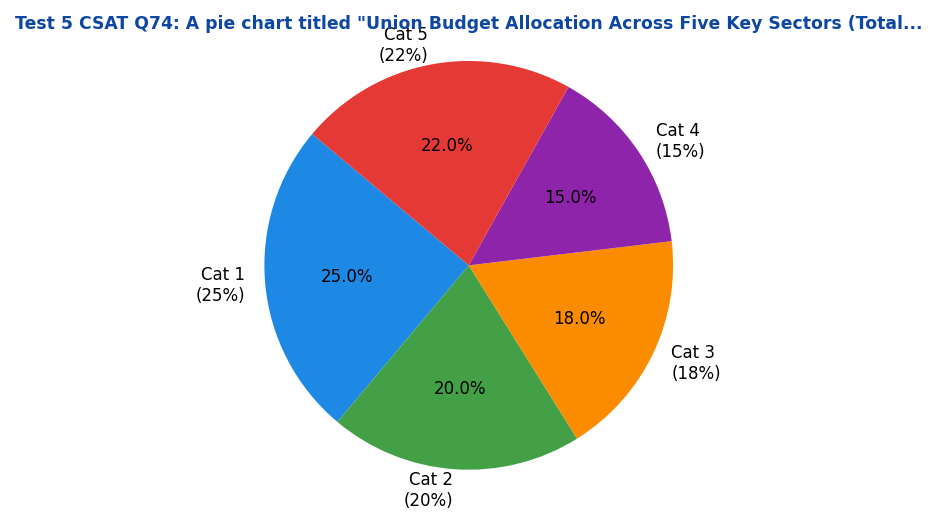 Test 5 CSAT Q74: A pie chart titled "Union Budget Allocation Across Five Key Sectors (Total...
Cat 5
(22%)
22.0%
Cat 4
(15%)
15.0%
Cat 1
(25%)
25.0%
18.0%
Cat 3
(18%)
20.0%
Cat 2
(20%)